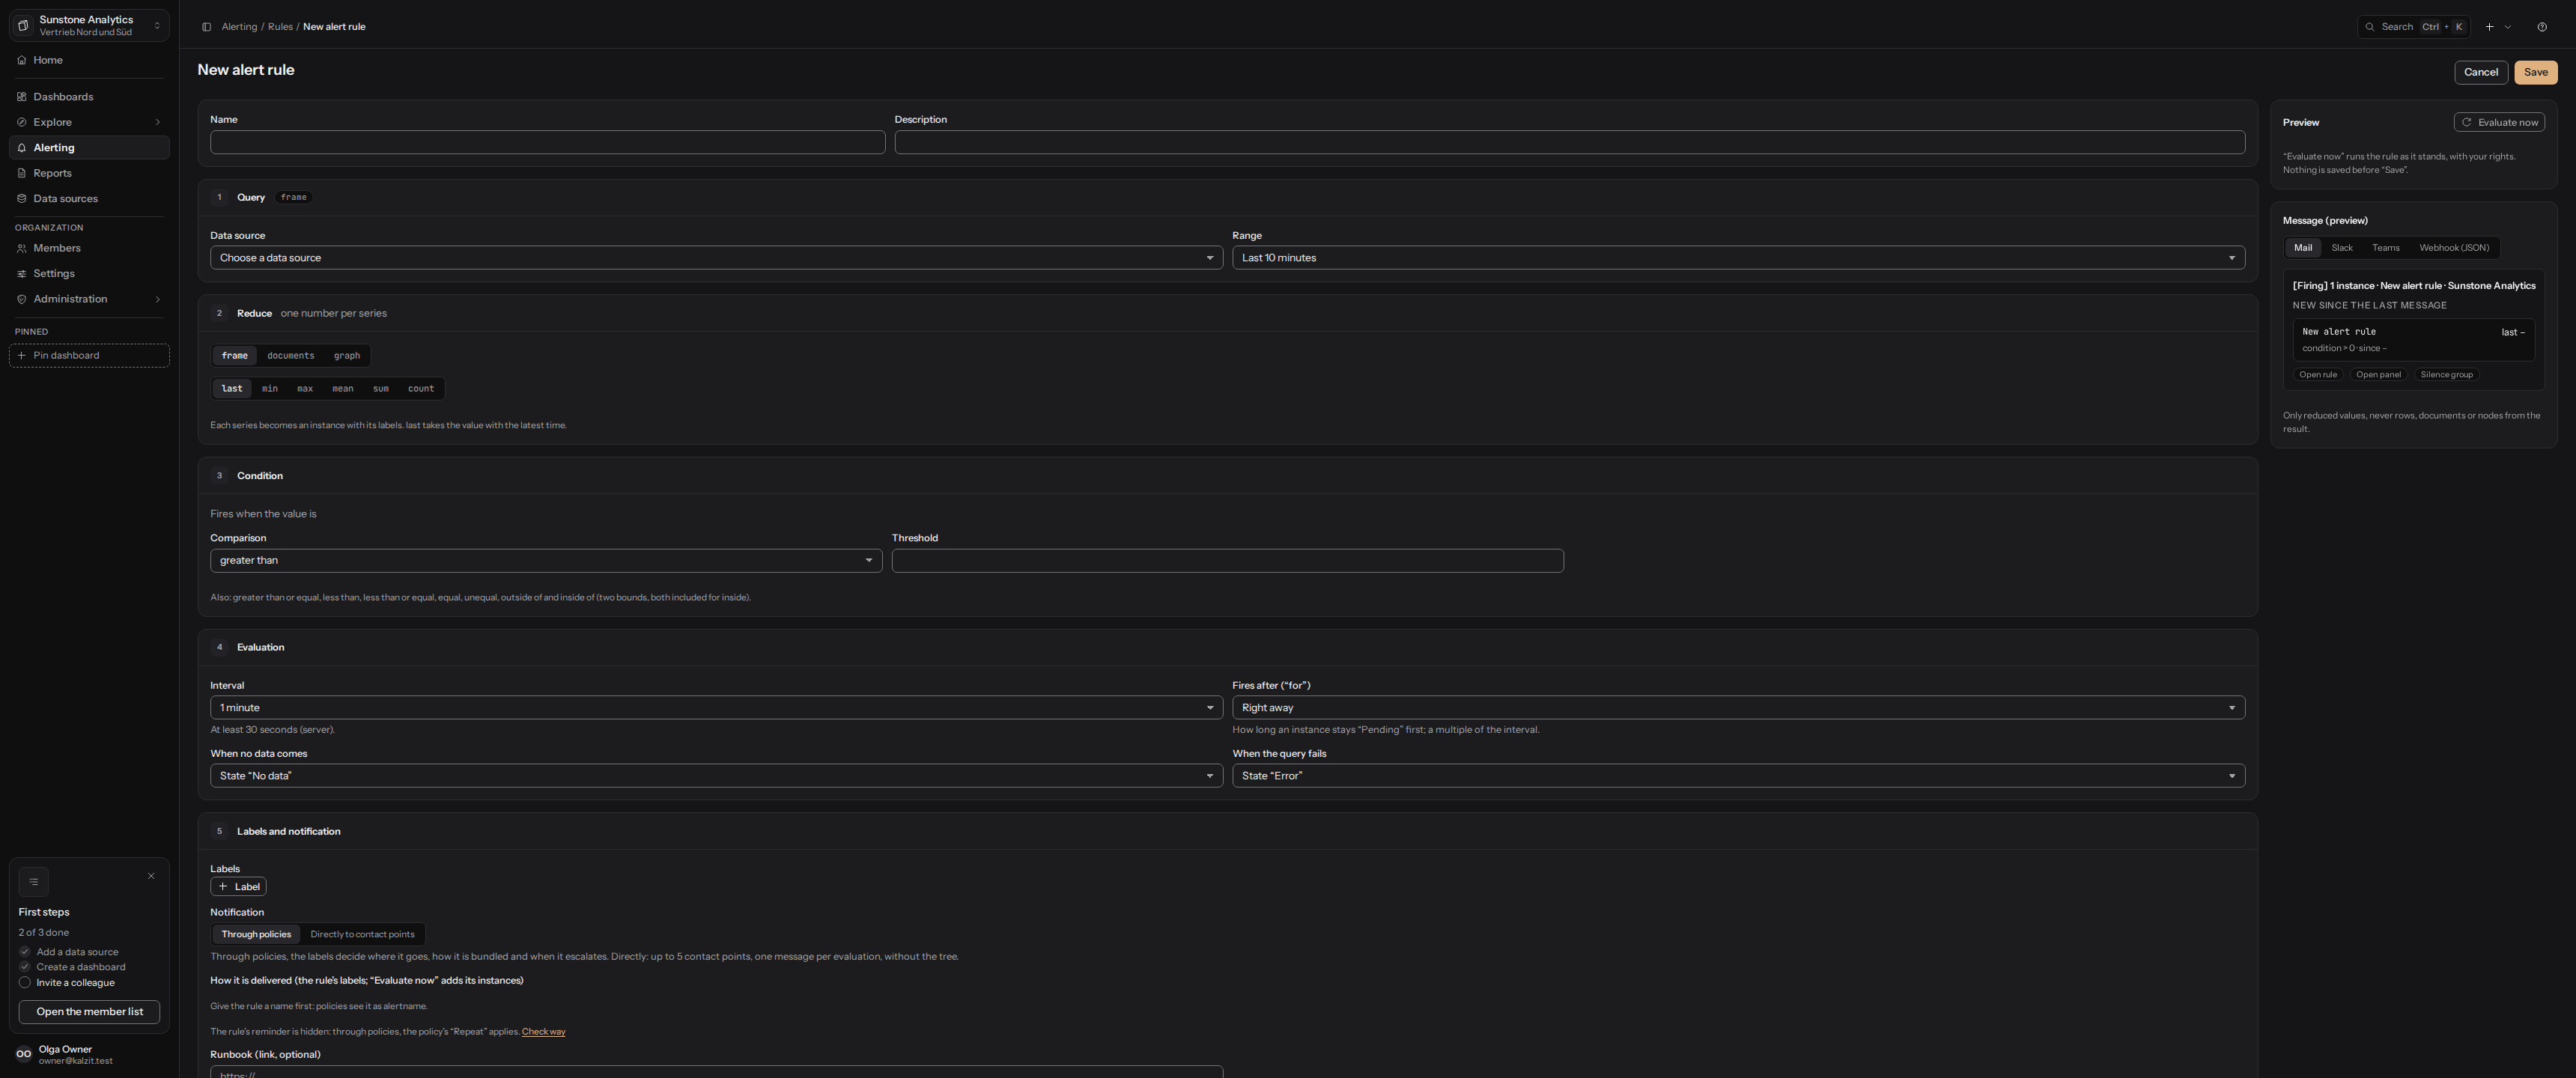 Sunstone Analytics
Vertrieb Nord und Süd
Home
Dashboards
Explore
Alerting
Reports
Data sources
ORGANIZATION
Members
Settings
Administration
PINNED
Pin dashboard
First steps
2 of 3 done
Add a data source
Create a dashboard
Invite a colleague
Open the member list
OO
Olga Owner
owner@kalzit.test
Alerting / Rules / New alert rule
Search Ctrl + K
New alert rule
Cancel
Save
Name
Description
1 Query frame
Data source
Range
Choose a data source
Last 10 minutes
2 Reduce one number per series
frame documents graph
last min max mean sum count
Each series becomes an instance with its labels. last takes the value with the latest time.
3 Condition
Fires when the value is
Comparison
Threshold
greater than
Also: greater than or equal, less than, less than or equal, equal, unequal, outside of and inside of (two bounds, both included for inside).
4 Evaluation
Interval
Fires after (“for”)
1 minute
Right away
At least 30 seconds (server).
How long an instance stays “Pending” first; a multiple of the interval.
When no data comes
When the query fails
State “No data”
State “Error”
5 Labels and notification
Labels
+ Label
Notification
Through policies Directly to contact points
Through policies, the labels decide where it goes, how it is bundled and when it escalates. Directly: up to 5 contact points, one message per evaluation, without the tree.
How it is delivered (the rule’s labels; “Evaluate now” adds its instances)
Give the rule a name first: policies see it as alertname.
The rule’s reminder is hidden: through policies, the policy’s “Repeat” applies. Check way
Runbook (link, optional)
https://
Preview
Evaluate now
“Evaluate now” runs the rule as it stands, with your rights.
Nothing is saved before “Save”.
Message (preview)
Mail Slack Teams Webhook (JSON)
[Firing] 1 instance · New alert rule · Sunstone Analytics
NEW SINCE THE LAST MESSAGE
New alert rule last –
condition > 0 · since –
Open rule Open panel Silence group
Only reduced values, never rows, documents or nodes from the
result.